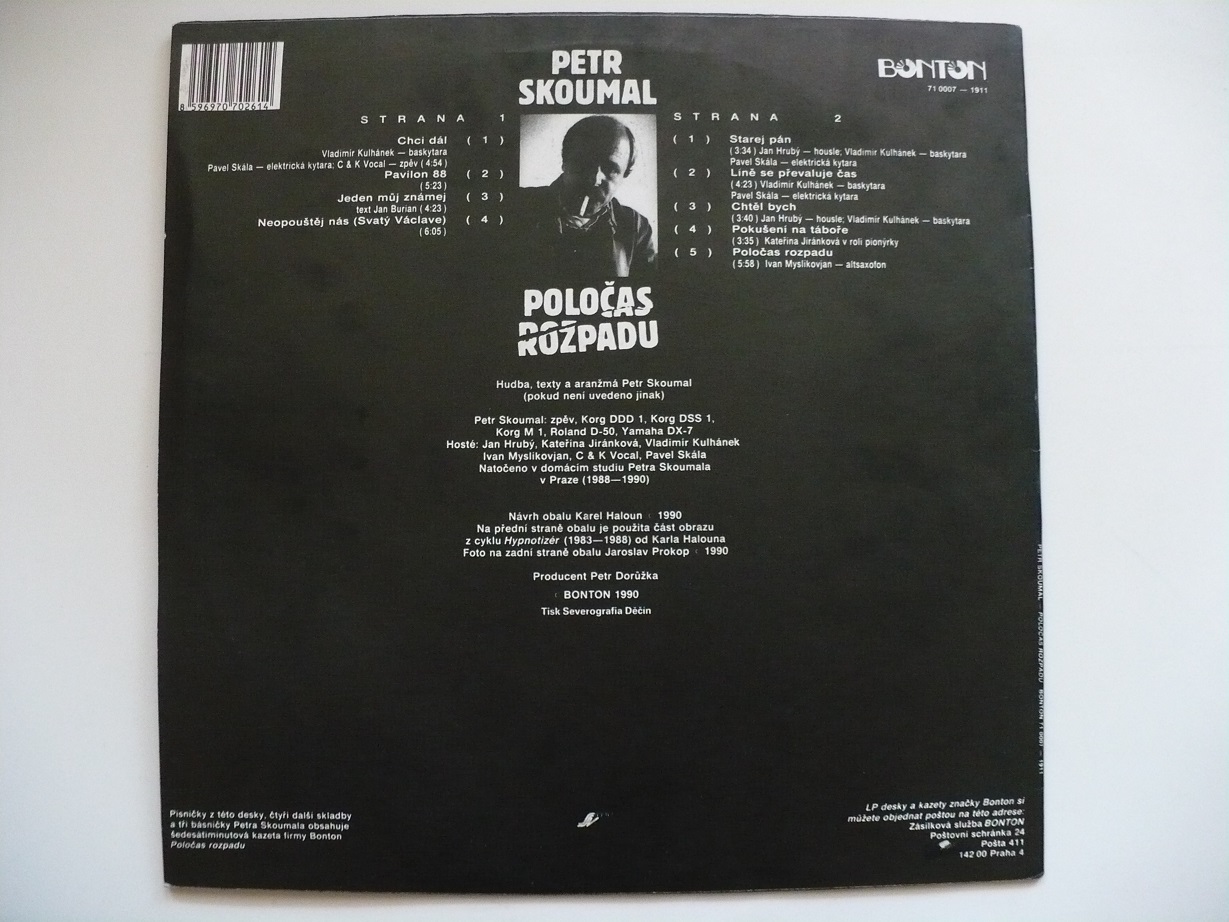 8 596970 702614
PETR
SKOUMAL
BONTON
71 0007 — 1911
STRANA 1
Chci dál ( 1 )
Vladimír Kulhánek — baskytara
Pavel Skála — elektrická kytara; C & K Vocal — zpěv ( 4:54 )
Pavilon 88 ( 2 )
( 5:23 )
Jeden můj známej ( 3 )
text Jan Burian ( 4:23 )
Neopouštěj nás (Svatý Václave) ( 4 )
( 6:05 )
STRANA 2
( 1 ) Starej pán
( 3:34 ) Jan Hrubý — housle; Vladimír Kulhánek — baskytara
Pavel Skála — elektrická kytara
( 2 ) Líně se převaluje čas
( 4:23 ) Vladimír Kulhánek — baskytara
Pavel Skála — elektrická kytara
( 3 ) Chtěl bych
( 3:40 ) Jan Hrubý — housle; Vladimír Kulhánek — baskytara
( 4 ) Pokušení na táboře
( 3:35 ) Kateřina Jiránková v roli pionýrky
( 5 ) Poločas rozpadu
( 5:58 ) Ivan Myslikovjan — altsaxofon
POLOČAS
ROZPADU
Hudba, texty a aranžmá Petr Skoumal
(pokud není uvedeno jinak)
Petr Skoumal: zpěv, Korg DDD 1, Korg DSS 1,
Korg M 1, Roland D-50, Yamaha DX-7
Hosté: Jan Hrubý, Kateřina Jiránková, Vladimír Kulhánek
Ivan Myslikovjan, C & K Vocal, Pavel Skála
Natočeno v domácím studiu Petra Skoumala
v Praze (1988—1990)
Návrh obalu Karel Haloun 1990
Na přední straně obalu je použita část obrazu
z cyklu Hypnotizér (1983—1988) od Karla Halouna
Foto na zadní straně obalu Jaroslav Prokop 1990
Producent Petr Dorůžka
BONTON 1990
Tisk Severografia Děčín
PETR SKOUMAL — POLOČAS ROZPADU BONTON 71 0007 — 1911
Písničky z této desky, čtyři další skladby
a tři básničky Petra Skoumala obsahuje
šedesátiminutová kazeta firmy Bonton
Poločas rozpadu
LP desky a kazety značky Bonton si
můžete objednat poštou na této adrese:
Zásilková služba BONTON
Poštovní schránka 24
Pošta 411
142 00 Praha 4